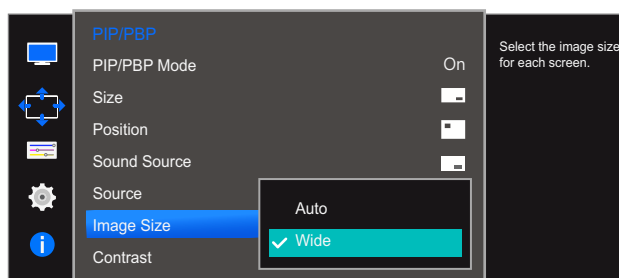 PIP/PBP
PIP/PBP Mode On
Size
Position
Sound Source
Source
Image Size
Contrast
Auto
Wide
Select the image size
for each screen.